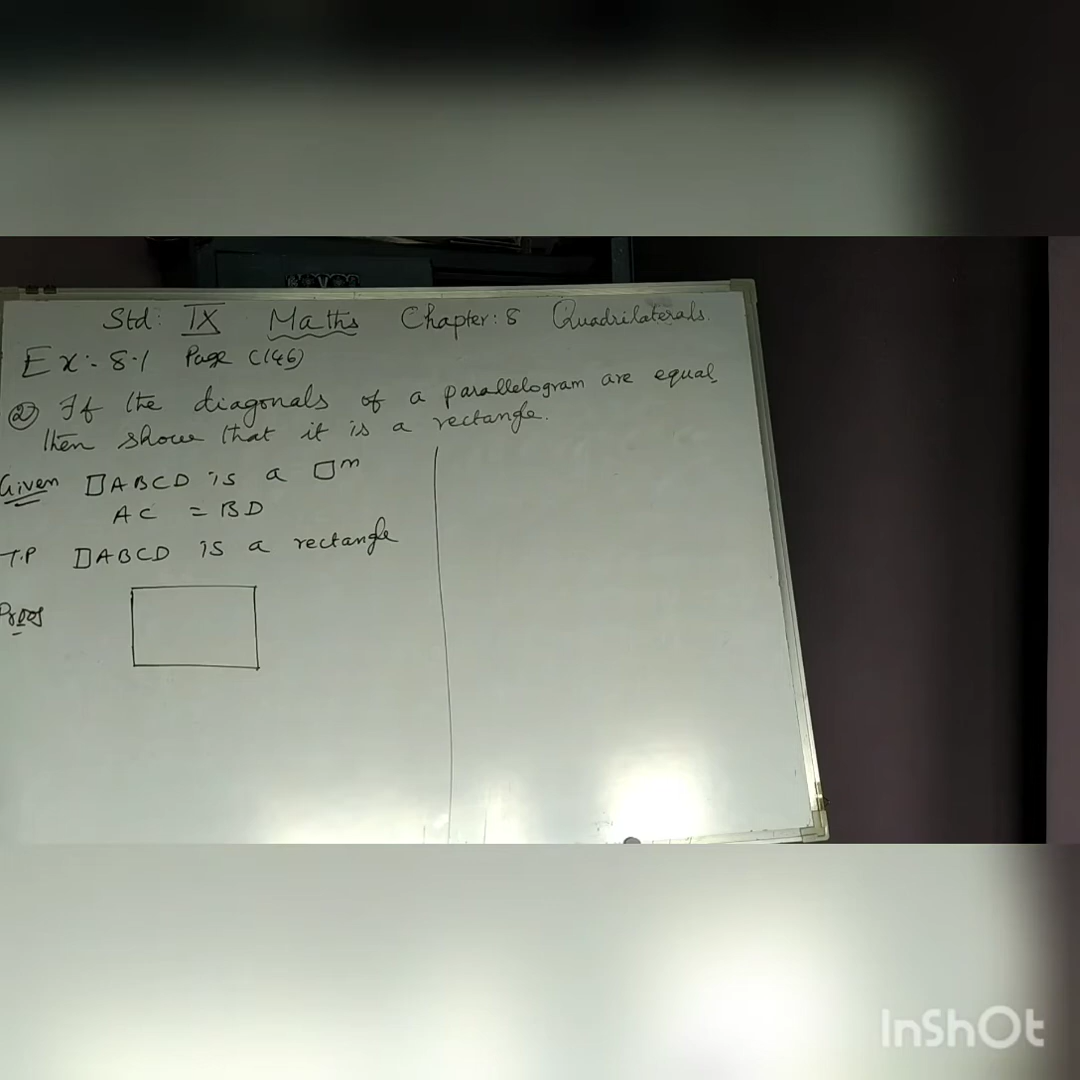 Std: IX Maths Chapter: 8 Quadrilaterals.
Ex:- 8.1 Page (146)
② If the diagonals of a parallelogram are equal,
then show that it is a rectangle.
Given □ABCD is a □m
AC = BD
T.P □ABCD is a rectangle
Proof
InShOt